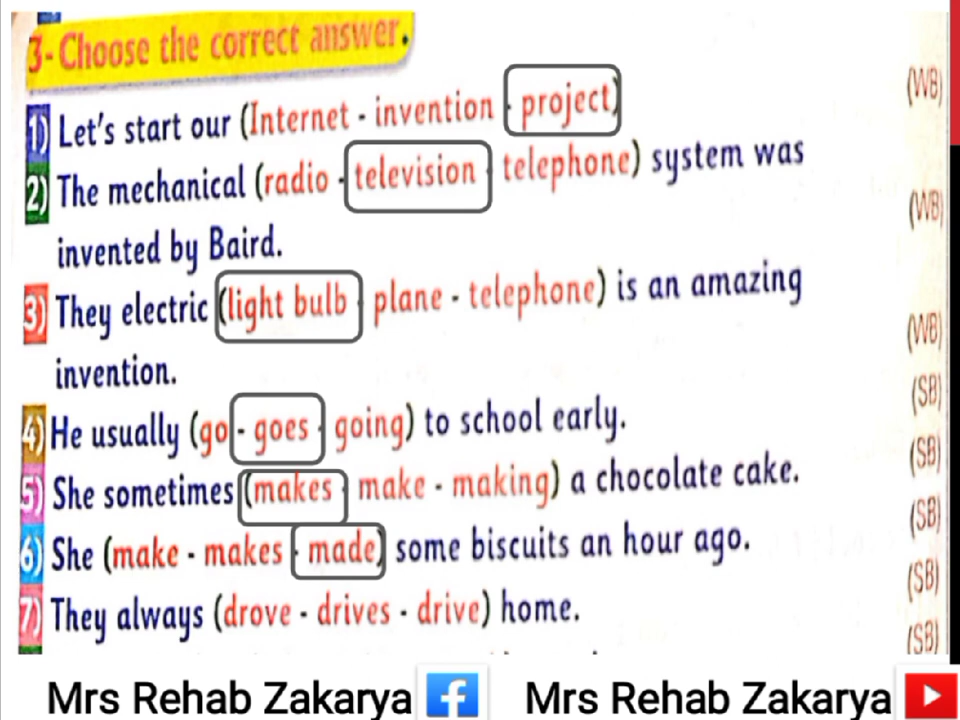 3- Choose the correct answer.
1) Let's start our (Internet - invention - project) (WB)
2) The mechanical (radio - television - telephone) system was
invented by Baird. (WB)
3) They electric (light bulb - plane - telephone) is an amazing
invention. (WB)
4) He usually (go - goes - going) to school early. (SB)
5) She sometimes (makes - make - making) a chocolate cake. (SB)
6) She (make - makes - made) some biscuits an hour ago. (SB)
7) They always (drove - drives - drive) home. (SB)
(SB)
Mrs Rehab Zakarya f Mrs Rehab Zakarya